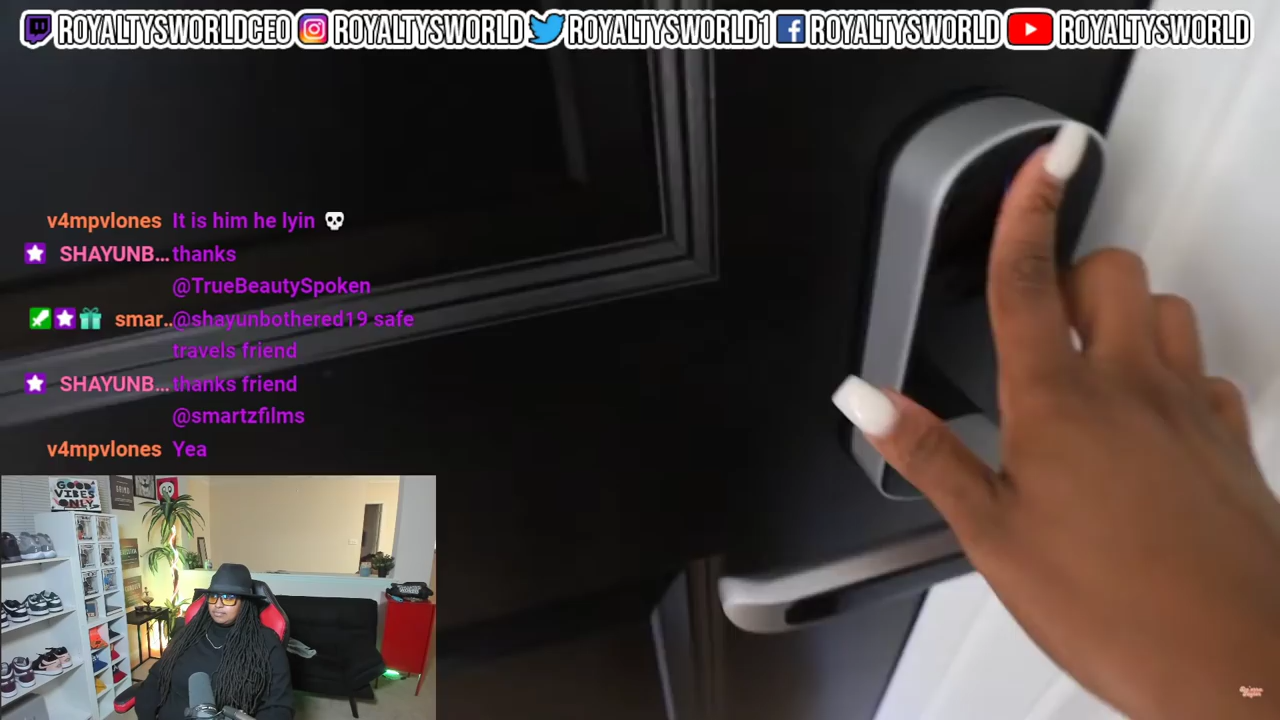 ROYALTYSWORLDCEO ROYALTYSWORLD ROYALTYSWORLD1 ROYALTYSWORLD ROYALTYSWORLD
v4mpvlones It is him he lyin
SHAYUNB... thanks
@TrueBeautySpoken
smar.. @shayunbothered19 safe
travels friend
SHAYUNB... thanks friend
@smartzfilms
v4mpvlones Yea
GOOD
VIBES
ONLY